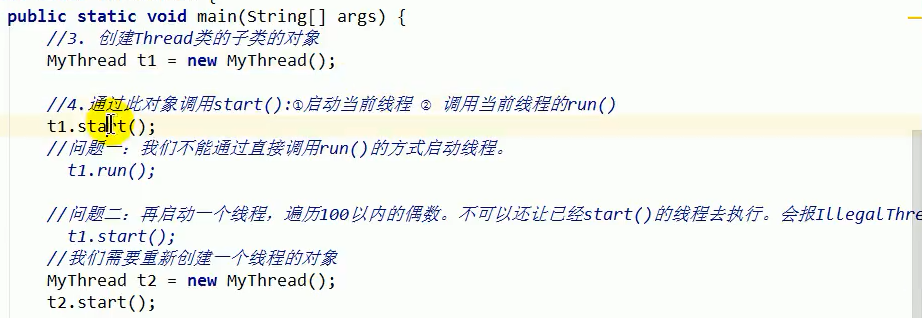 public static void main(String[] args) {
//3. 创建Thread类的子类的对象
MyThread t1 = new MyThread();
//4.通过此对象调用start():①启动当前线程 ② 调用当前线程的run()
t1.start();
//问题一：我们不能通过直接调用run()的方式启动线程。
t1.run();
//问题二：再启动一个线程，遍历100以内的偶数。不可以还让已经start()的线程去执行。会报IllegalThre
t1.start();
//我们需要重新创建一个线程的对象
MyThread t2 = new MyThread();
t2.start();